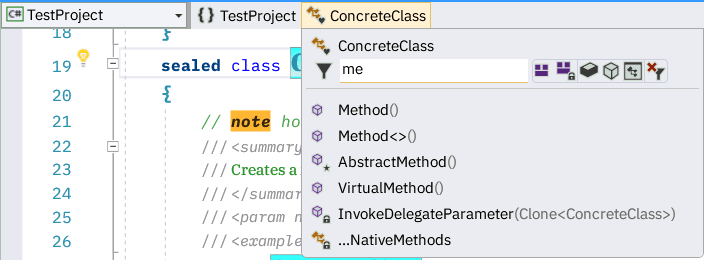 C# TestProject {} TestProject ConcreteClass
18 }
ConcreteClass
19 sealed class C
me
20 {
21 // note ho
Method()
22 ///<summary
Method<>()
23 ///Creates a
AbstractMethod()
24 ///</summa
VirtualMethod()
25 ///<param n
InvokeDelegateParameter(Clone<ConcreteClass>)
26 ///<example
...NativeMethods